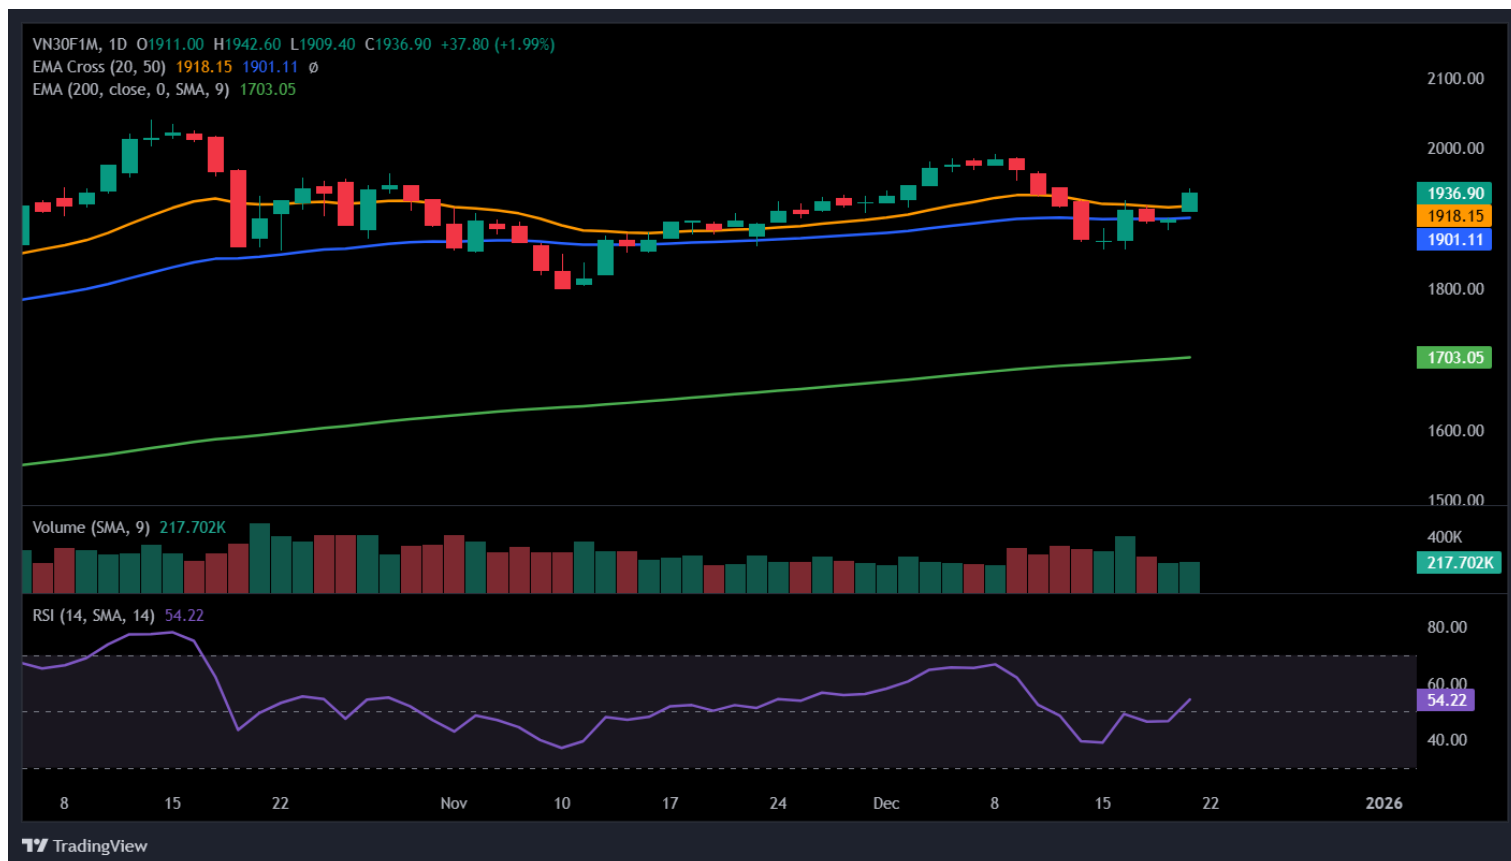 VN30F1M, 1D O1911.00 H1942.60 L1909.40 C1936.90 +37.80 (+1.99%)
EMA Cross (20, 50) 1918.15 1901.11 ∅
EMA (200, close, 0, SMA, 9) 1703.05
2100.00
2000.00
1936.90
1918.15
1901.11
1800.00
1703.05
1600.00
1500.00
Volume (SMA, 9) 217.702K
400K
217.702K
RSI (14, SMA, 14) 54.22
80.00
60.00
54.22
40.00
8 15 22 Nov 10 17 24 Dec 8 15 22 2026
TradingView